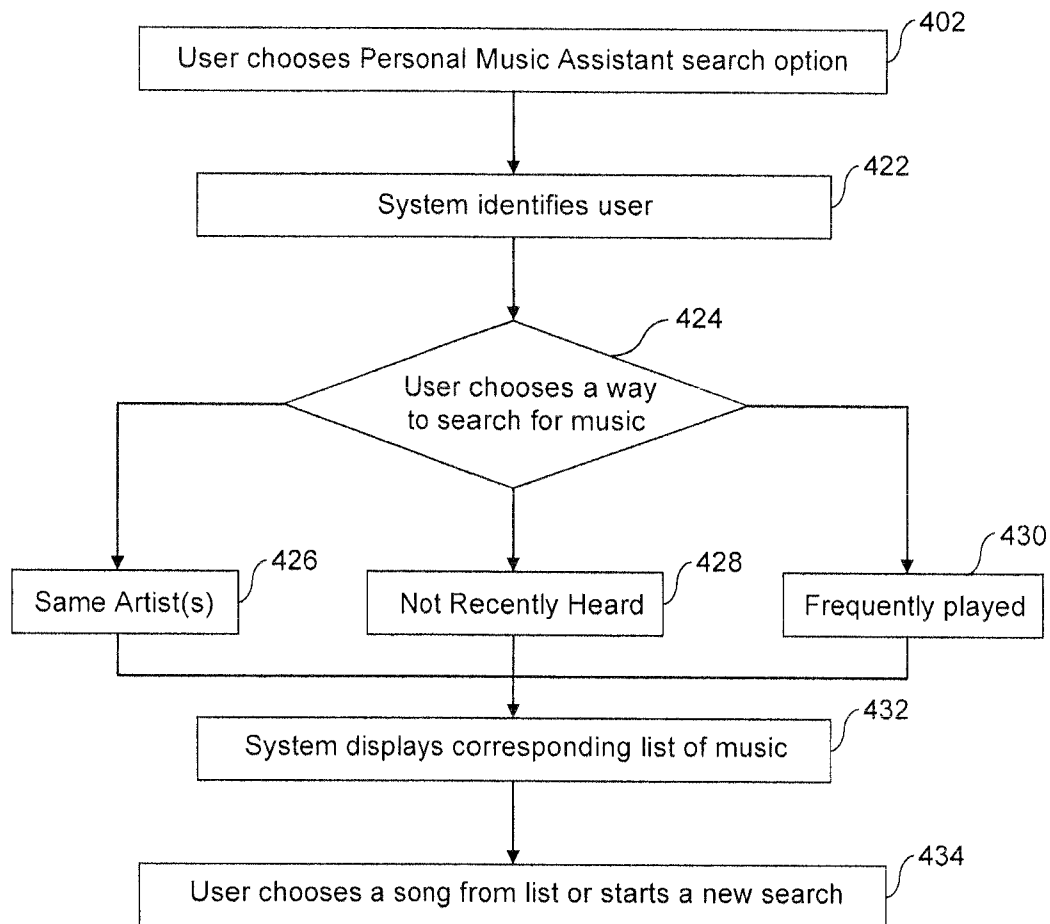 402
User chooses Personal Music Assistant search option
422
System identifies user
424
User chooses a way
to search for music
426
428
430
Same Artist(s)
Not Recently Heard
Frequently played
432
System displays corresponding list of music
434
User chooses a song from list or starts a new search